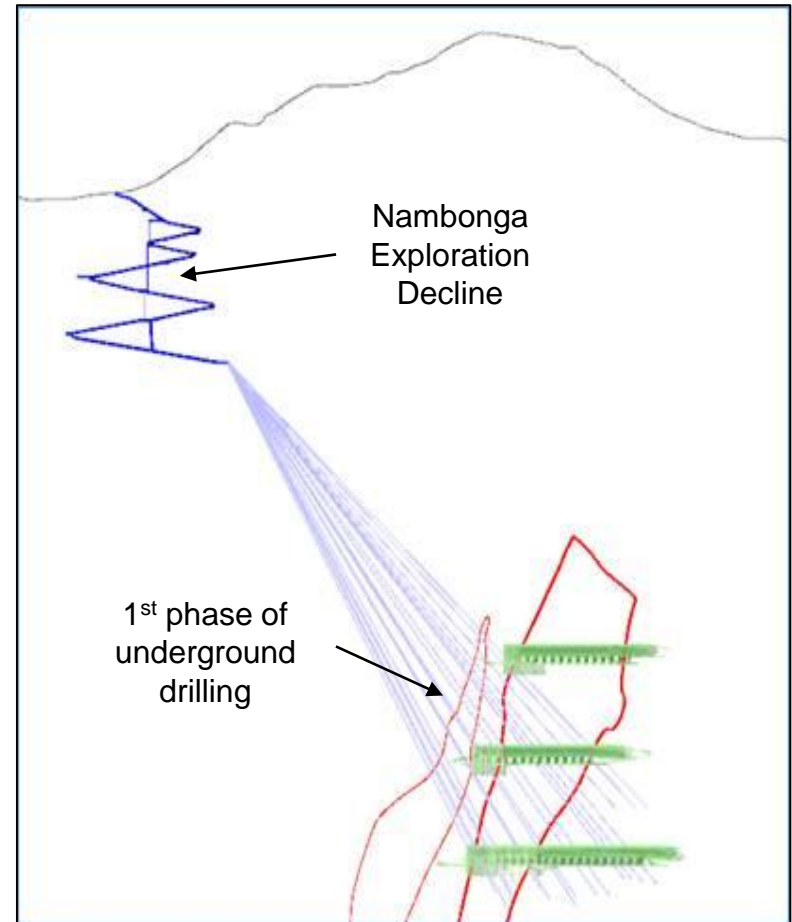 Nambonga
Exploration
Decline
1st phase of
underground
drilling